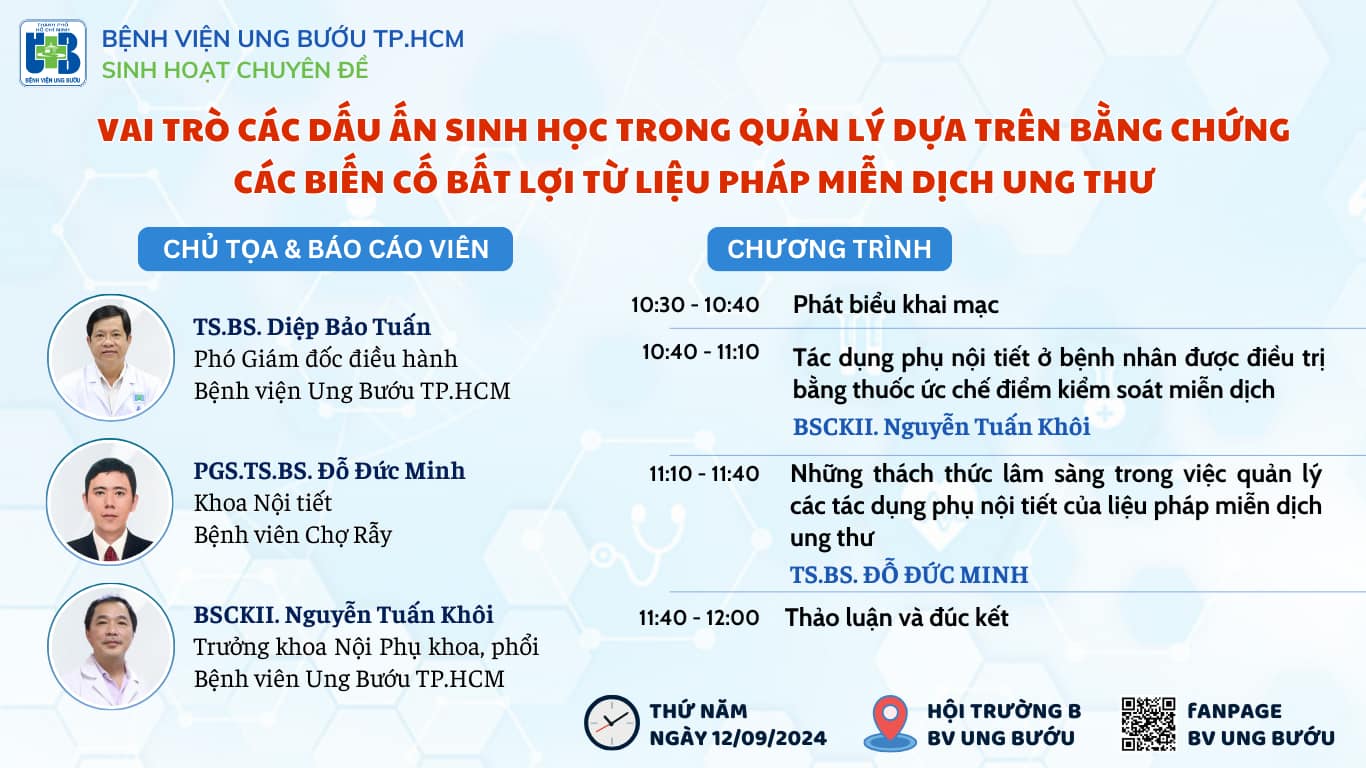 THÀNH PHỐ
HỒ CHÍ MINH
UB
BỆNH VIỆN UNG BƯỚU
BỆNH VIỆN UNG BƯỚU TP.HCM
SINH HOẠT CHUYÊN ĐỀ
VAI TRÒ CÁC DẤU ẤN SINH HỌC TRONG QUẢN LÝ DỰA TRÊN BẰNG CHỨNG
CÁC BIẾN CỐ BẤT LỢI TỪ LIỆU PHÁP MIỄN DỊCH UNG THƯ
CHỦ TỌA & BÁO CÁO VIÊN
TS.BS. Diệp Bảo Tuấn
Phó Giám đốc điều hành
Bệnh viện Ung Bướu TP.HCM
PGS.TS.BS. Đỗ Đức Minh
Khoa Nội tiết
Bệnh viên Chợ Rẫy
BSCKII. Nguyễn Tuấn Khôi
Trưởng khoa Nội Phụ khoa, phổi
Bệnh viên Ung Bướu TP.HCM
CHƯƠNG TRÌNH
10:30 - 10:40 Phát biểu khai mạc
10:40 - 11:10 Tác dụng phụ nội tiết ở bệnh nhân được điều trị
bằng thuốc ức chế điểm kiểm soát miễn dịch
BSCKII. Nguyễn Tuấn Khôi
11:10 - 11:40 Những thách thức lâm sàng trong việc quản lý
các tác dụng phụ nội tiết của liệu pháp miễn dịch
ung thư
TS.BS. ĐỖ ĐỨC MINH
11:40 - 12:00 Thảo luận và đúc kết
THỨ NĂM
NGÀY 12/09/2024
HỘI TRƯỜNG B
BV UNG BƯỚU
FANPAGE
BV UNG BƯỚU